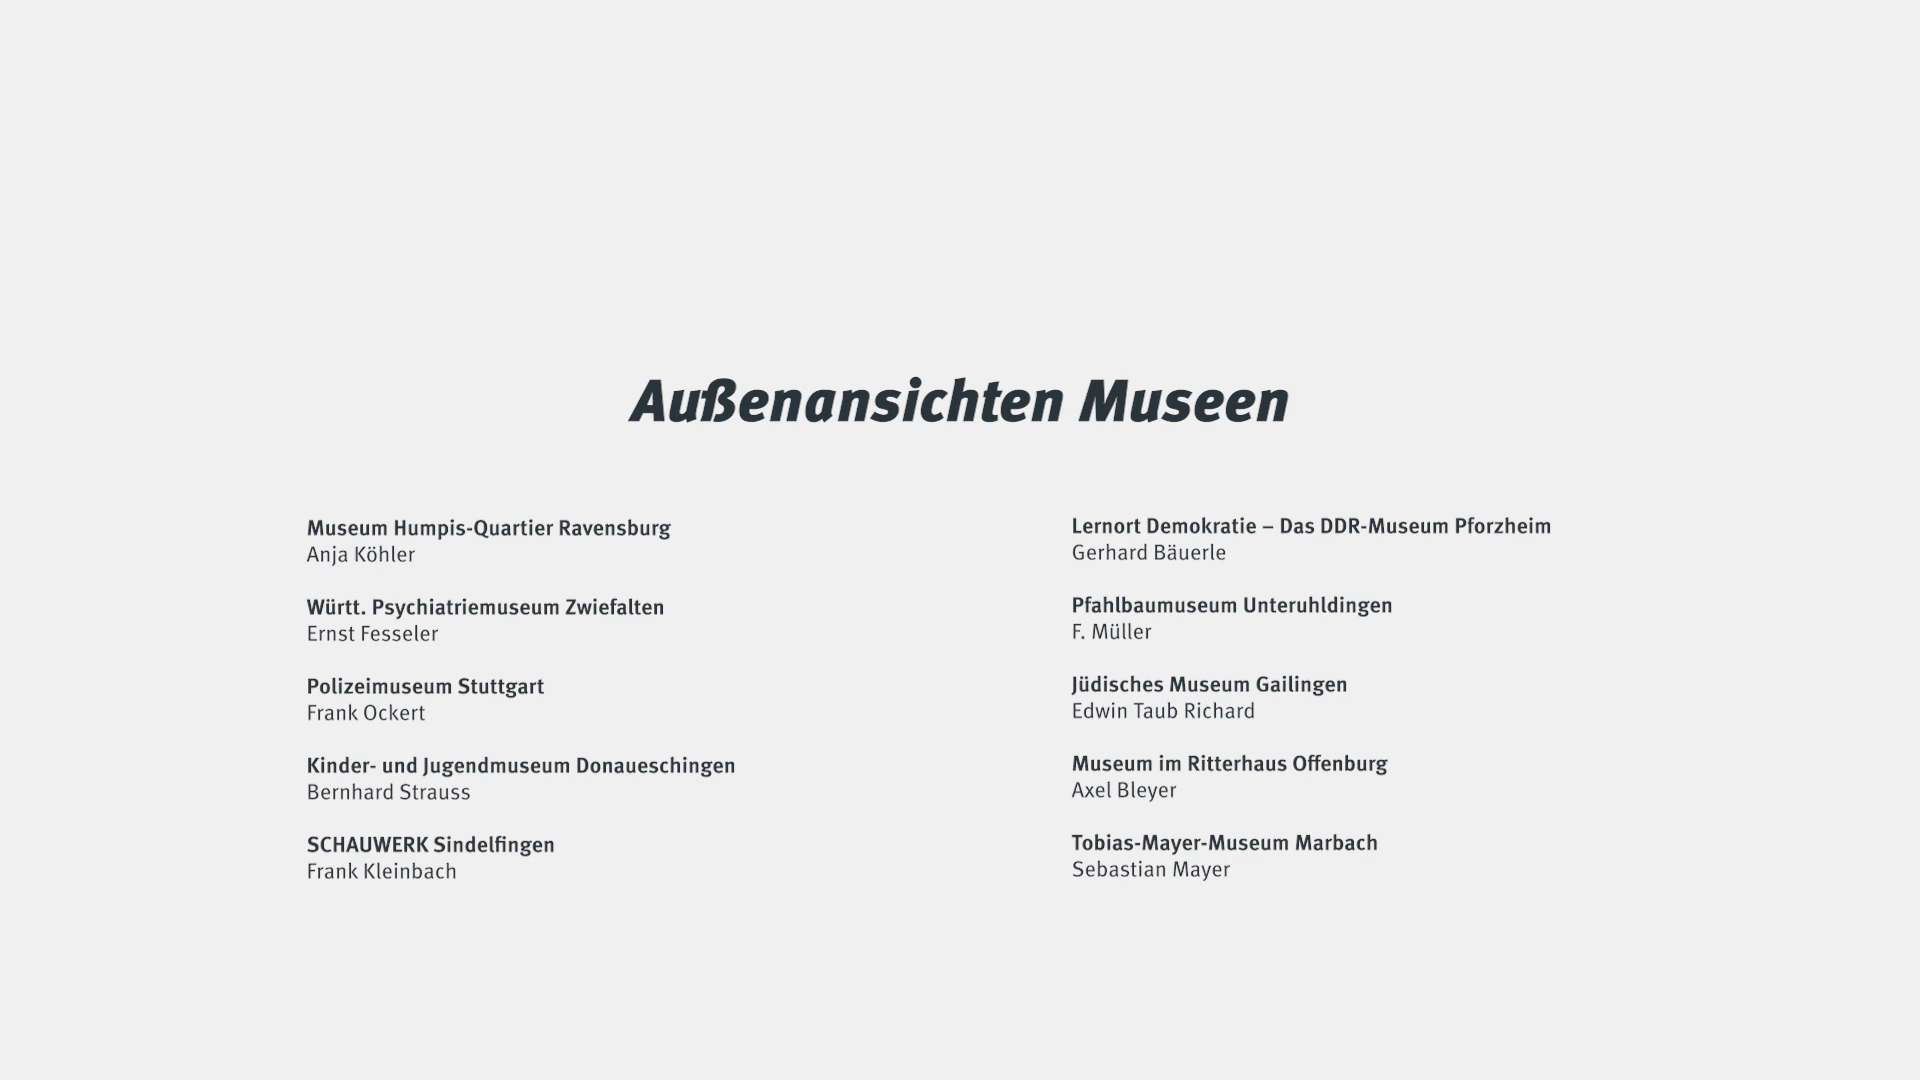 Außenansichten Museen
Museum Humpis-Quartier Ravensburg
Anja Köhler
Württ. Psychiatriemuseum Zwiefalten
Ernst Fesseler
Polizeimuseum Stuttgart
Frank Ockert
Kinder- und Jugendmuseum Donaueschingen
Bernhard Strauss
SCHAUWERK Sindelfingen
Frank Kleinbach
Lernort Demokratie – Das DDR-Museum Pforzheim
Gerhard Bäuerle
Pfahlbaumuseum Unteruhldingen
F. Müller
Jüdisches Museum Gailingen
Edwin Taub Richard
Museum im Ritterhaus Offenburg
Axel Bleyer
Tobias-Mayer-Museum Marbach
Sebastian Mayer